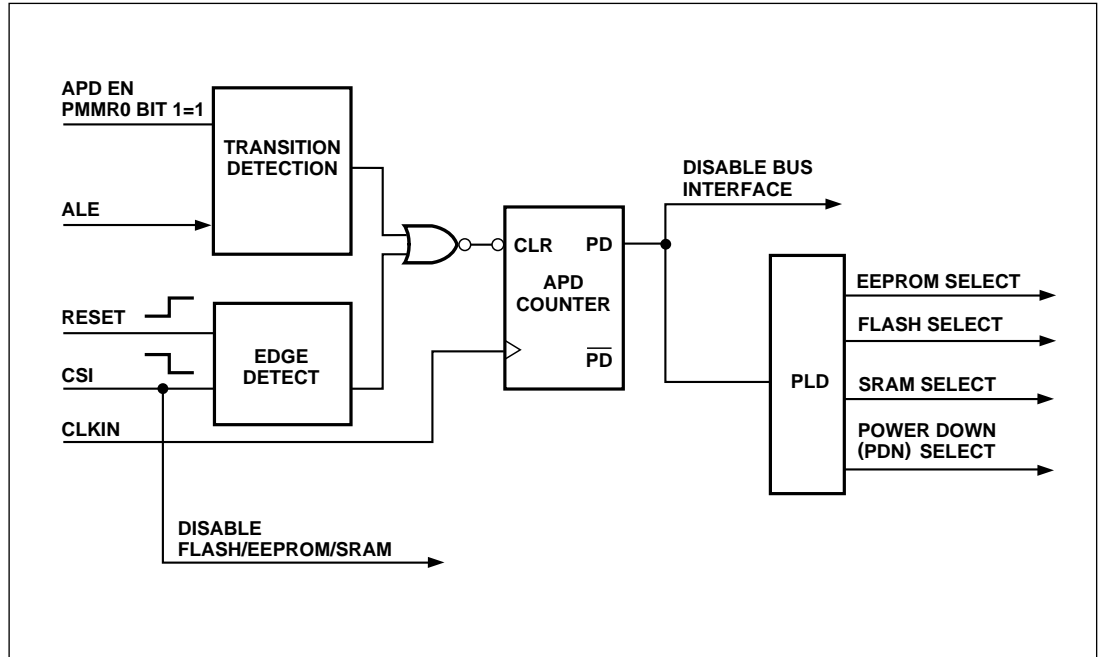 APD EN
PMMR0 BIT 1=1
TRANSITION
DETECTION
ALE
RESET
CSI
EDGE
DETECT
CLKIN
CLR
PD
APD
COUNTER
PD
DISABLE BUS
INTERFACE
PLD
EEPROM SELECT
FLASH SELECT
SRAM SELECT
POWER DOWN
(PDN) SELECT
DISABLE
FLASH/EEPROM/SRAM